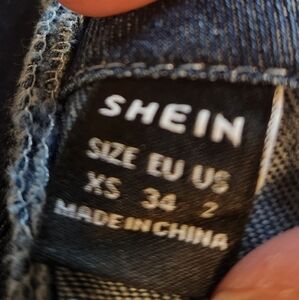 SHEIN
SIZE EU US
XS 34 2
MADE IN CHINA